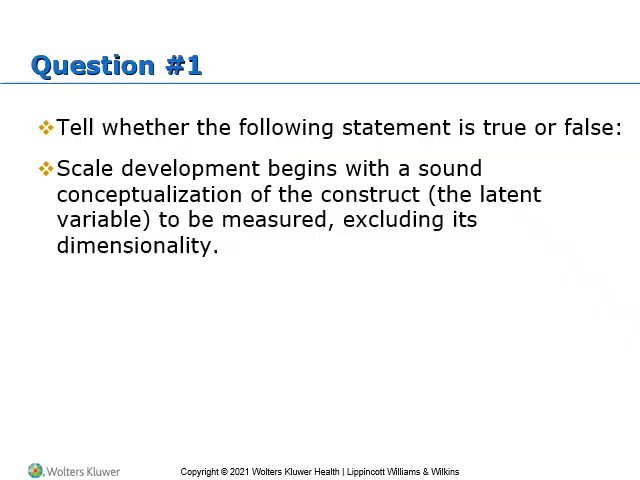 Question #1
Tell whether the following statement is true or false:
Scale development begins with a sound
conceptualization of the construct (the latent
variable) to be measured, excluding its
dimensionality.
Wolters Kluwer
Copyright © 2021 Wolters Kluwer Health | Lippincott Williams & Wilkins